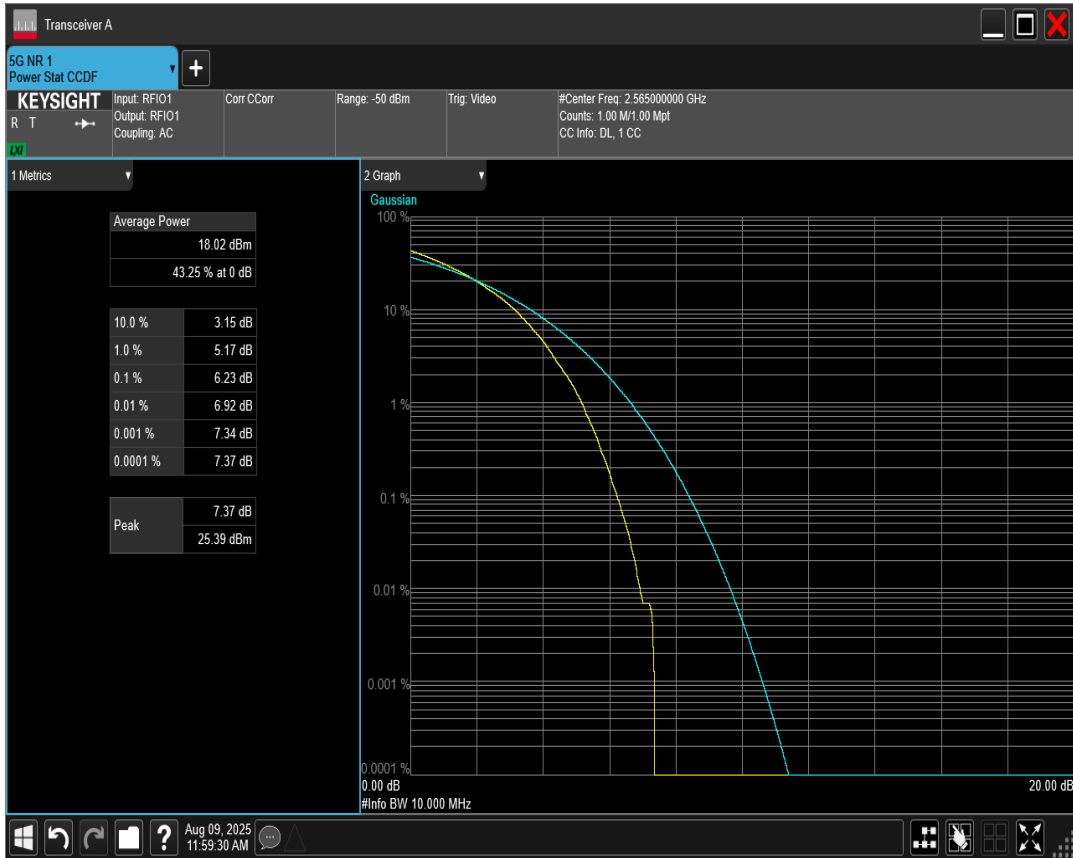 Transceiver A
5G NR 1
Power Stat CCDF
KEYSIGHT
R T
LXI
Input: RFIO1
Output: RFIO1
Coupling: AC
Corr CCorr
Range: -50 dBm
Trig: Video
#Center Freq: 2.565000000 GHz
Counts: 1.00 M/1.00 Mpt
CC Info: DL, 1 CC
1 Metrics
Average Power
18.02 dBm
43.25 % at 0 dB
10.0 % 3.15 dB
1.0 % 5.17 dB
0.1 % 6.23 dB
0.01 % 6.92 dB
0.001 % 7.34 dB
0.0001 % 7.37 dB
Peak 7.37 dB
25.39 dBm
2 Graph
Gaussian
100 %
10 %
1 %
0.1 %
0.01 %
0.001 %
0.0001 %
0.00 dB 20.00 dB
#Info BW 10.000 MHz
?
Aug 09, 2025
11:59:30 AM